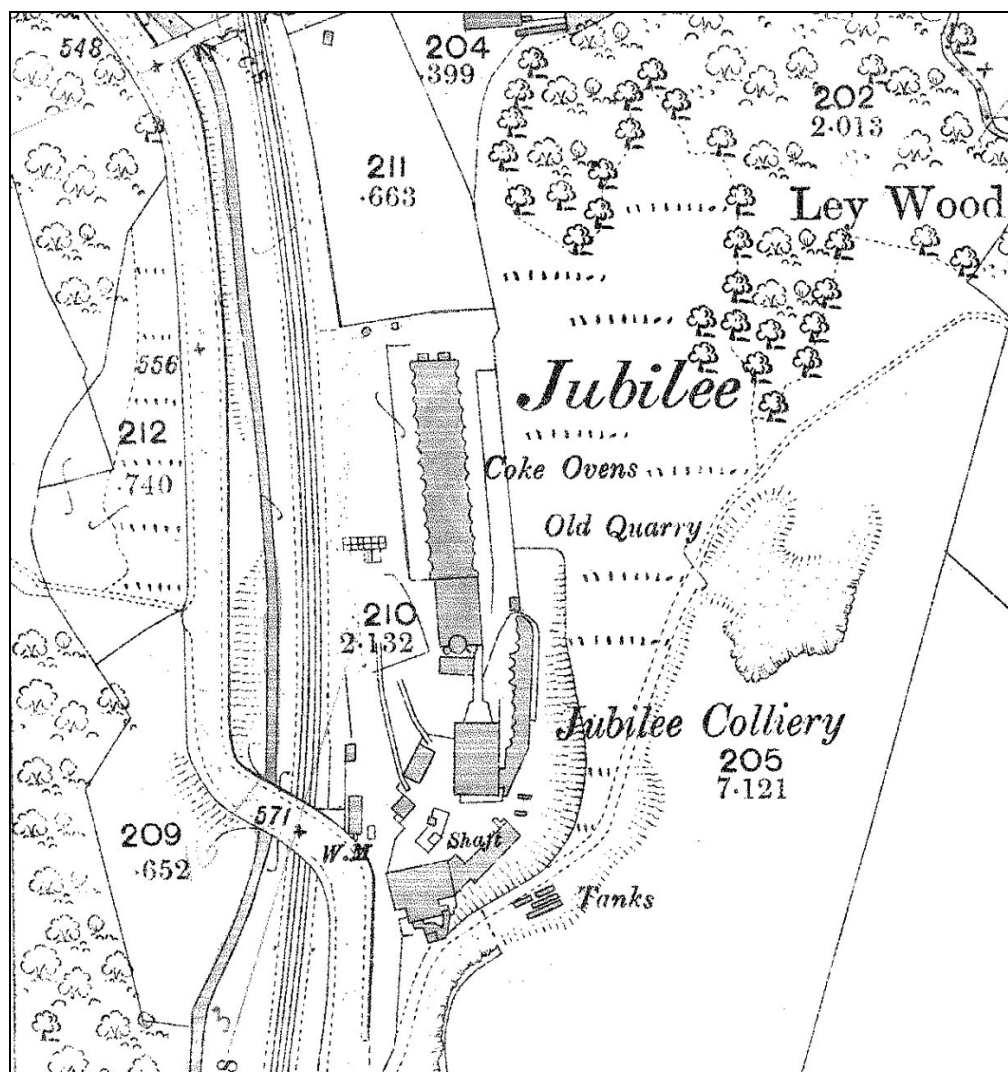 548
204
.399
202
2.013
211
.663
Ley Wood
556
Jubilee
212
.740
Coke Ovens
Old Quarry
210
2.132
Jubilee Colliery
205
7.121
571
W.M
209
.652
Shaft
Tanks
S